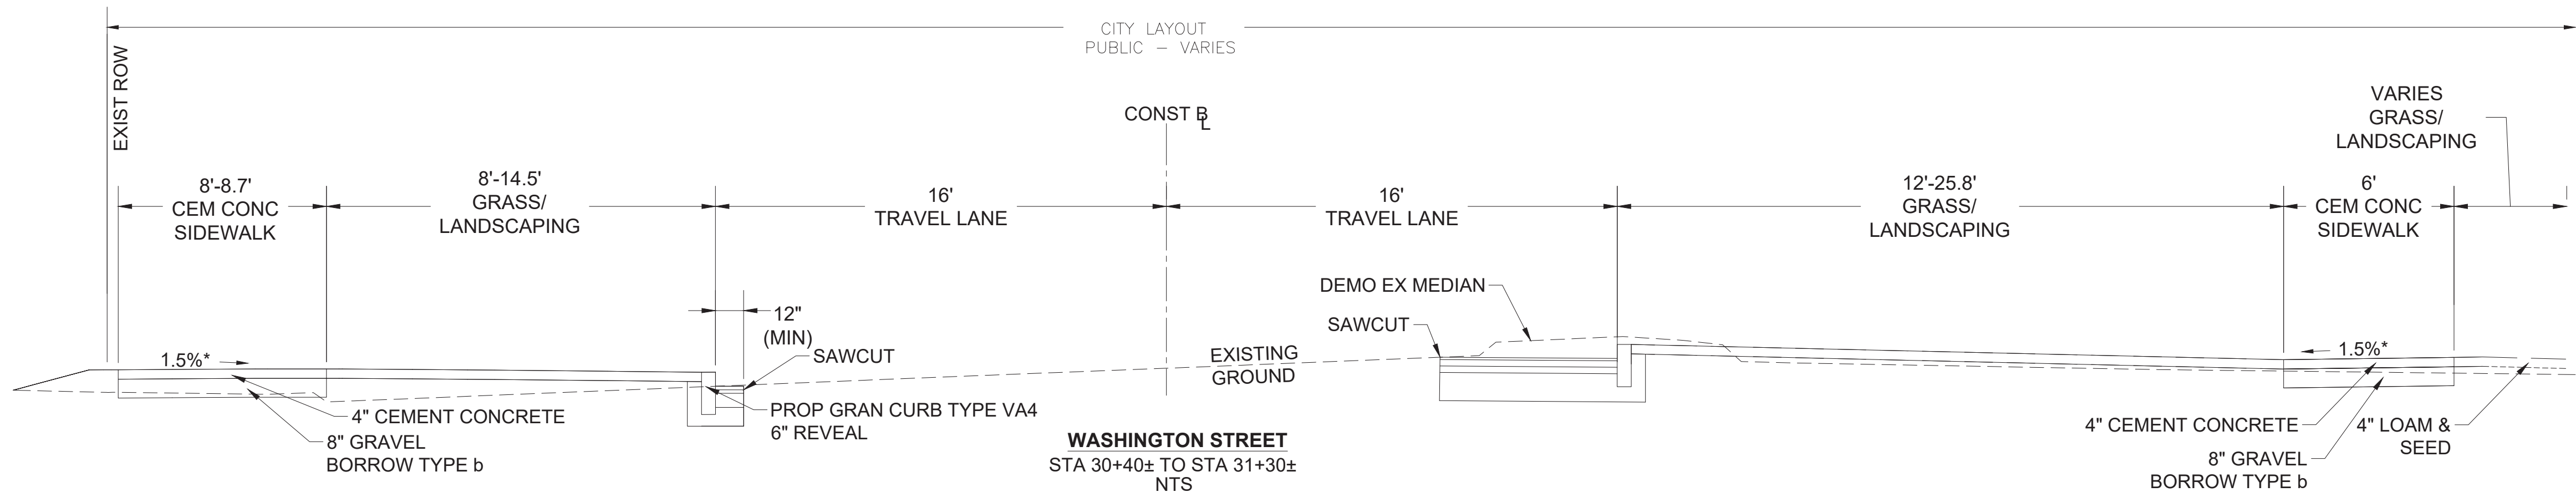 CITY LAYOUT
PUBLIC – VARIES
EXIST ROW
CONST BL
VARIES
GRASS/
LANDSCAPING
8'-8.7'
CEM CONC
SIDEWALK
8'-14.5'
GRASS/
LANDSCAPING
16'
TRAVEL LANE
16'
TRAVEL LANE
12'-25.8'
GRASS/
LANDSCAPING
6'
CEM CONC
SIDEWALK
DEMO EX MEDIAN
SAWCUT
12"
(MIN)
SAWCUT
EXISTING
GROUND
1.5%*
1.5%*
4" CEMENT CONCRETE
8" GRAVEL
BORROW TYPE b
PROP GRAN CURB TYPE VA4
6" REVEAL
4" CEMENT CONCRETE
8" GRAVEL
BORROW TYPE b
4" LOAM &
SEED
WASHINGTON STREET
STA 30+40± TO STA 31+30±
NTS